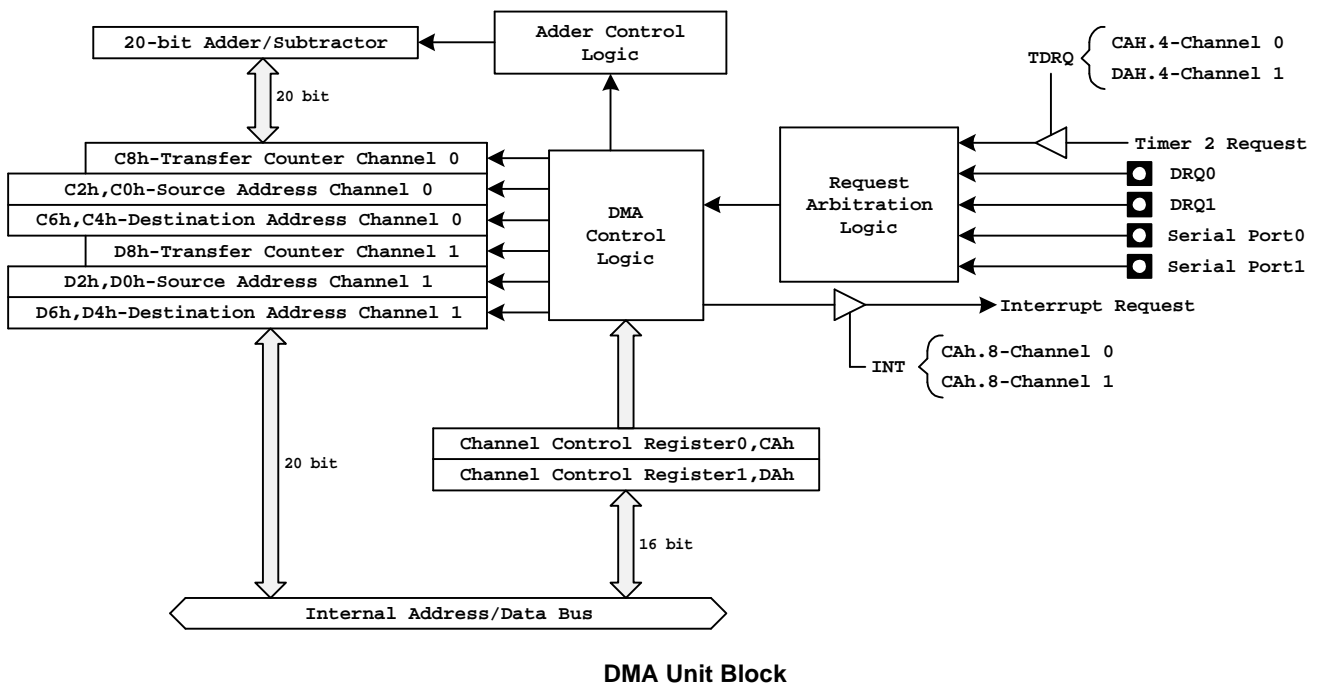 20-bit Adder/Subtractor
Adder Control
Logic
20 bit
TDRQ
CAH.4-Channel 0
DAH.4-Channel 1
C8h-Transfer Counter Channel 0
C2h,C0h-Source Address Channel 0
C6h,C4h-Destination Address Channel 0
D8h-Transfer Counter Channel 1
D2h,D0h-Source Address Channel 1
D6h,D4h-Destination Address Channel 1
DMA
Control
Logic
Request
Arbitration
Logic
Timer 2 Request
DRQ0
DRQ1
Serial Port0
Serial Port1
Interrupt Request
INT
CAh.8-Channel 0
CAh.8-Channel 1
Channel Control Register0,CAh
Channel Control Register1,DAh
20 bit
16 bit
Internal Address/Data Bus
DMA Unit Block